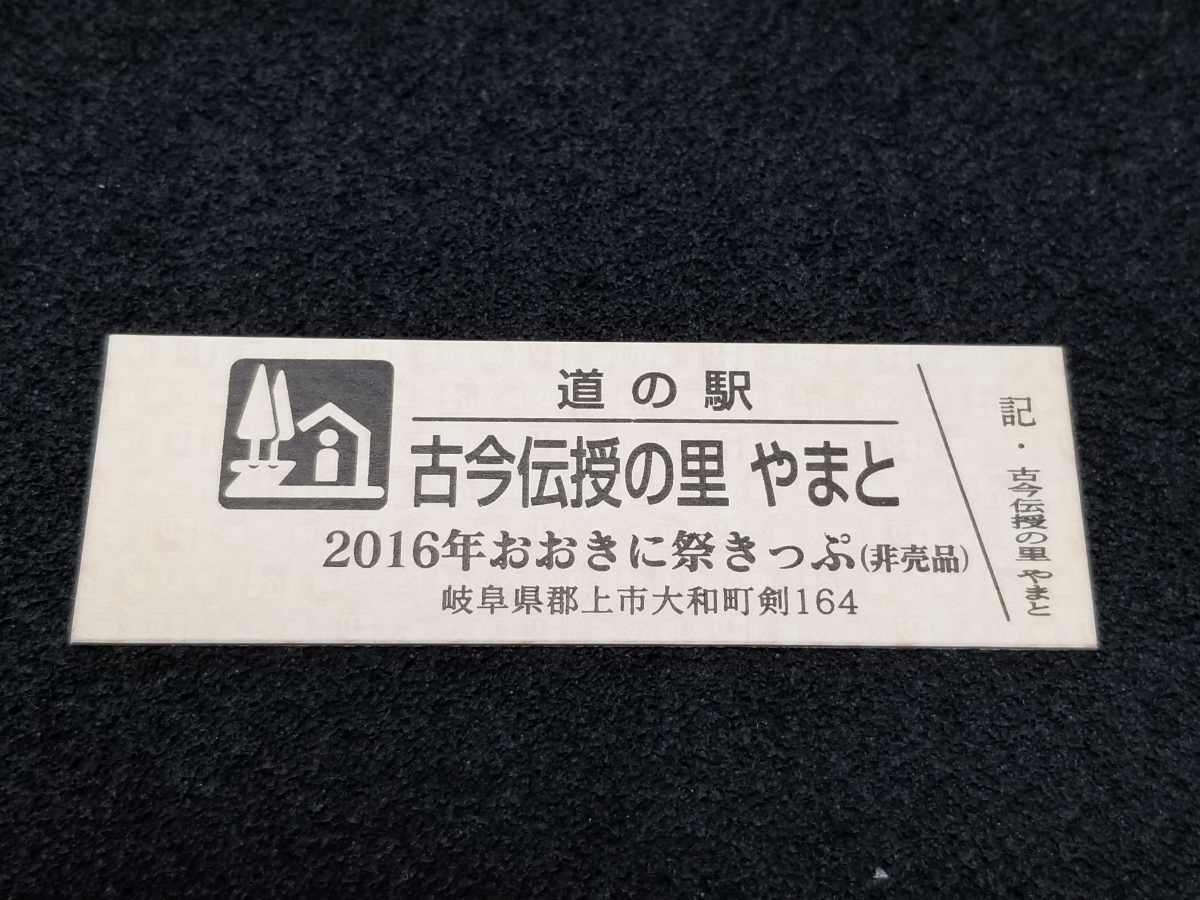 道の駅
古今伝授の里 やまと
2016年おおきに祭きっぷ(非売品)
岐阜県郡上市大和町剣164
記・古今伝授の里 やまと